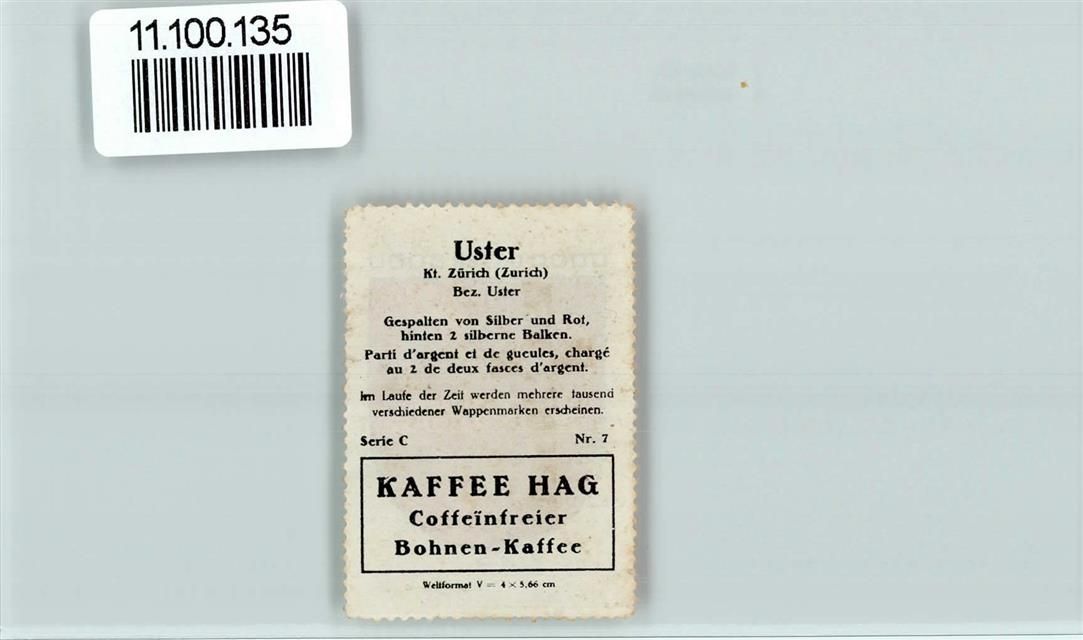 11.100.135
Uster
Kt. Zürich (Zurich)
Bez. Uster
Gespalten von Silber und Rot,
hinten 2 silberne Balken.
Parti d'argent et de gueules, chargé
au 2 de deux fasces d'argent.
Im Laufe der Zeit werden mehrere tausend
verschiedener Wappenmarken erscheinen.
Serie C Nr. 7
KAFFEE HAG
Coffeïnfreier
Bohnen-Kaffee
Weltformat V = 4 × 5,66 cm